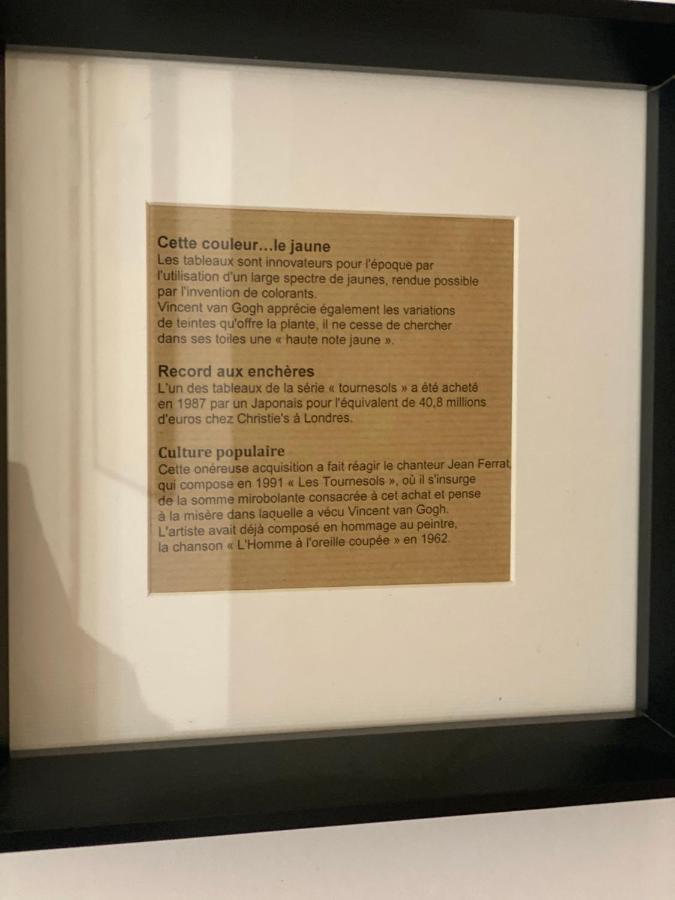 Cette couleur...le jaune
Les tableaux sont innovateurs pour l'époque par
l'utilisation d'un large spectre de jaunes, rendue possible
par l'invention de colorants.
Vincent van Gogh apprécie également les variations
de teintes qu'offre la plante, il ne cesse de chercher
dans ses toiles une « haute note jaune ».
Record aux enchères
L'un des tableaux de la série « tournesols » a été acheté
en 1987 par un Japonais pour l'équivalent de 40,8 millions
d'euros chez Christie's à Londres.
Culture populaire
Cette onéreuse acquisition a fait réagir le chanteur Jean Ferrat,
qui compose en 1991 « Les Tournesols », où il s'insurge
de la somme mirobolante consacrée à cet achat et pense
à la misère dans laquelle a vécu Vincent van Gogh.
L'artiste avait déjà composé en hommage au peintre,
la chanson « L'Homme à l'oreille coupée » en 1962.